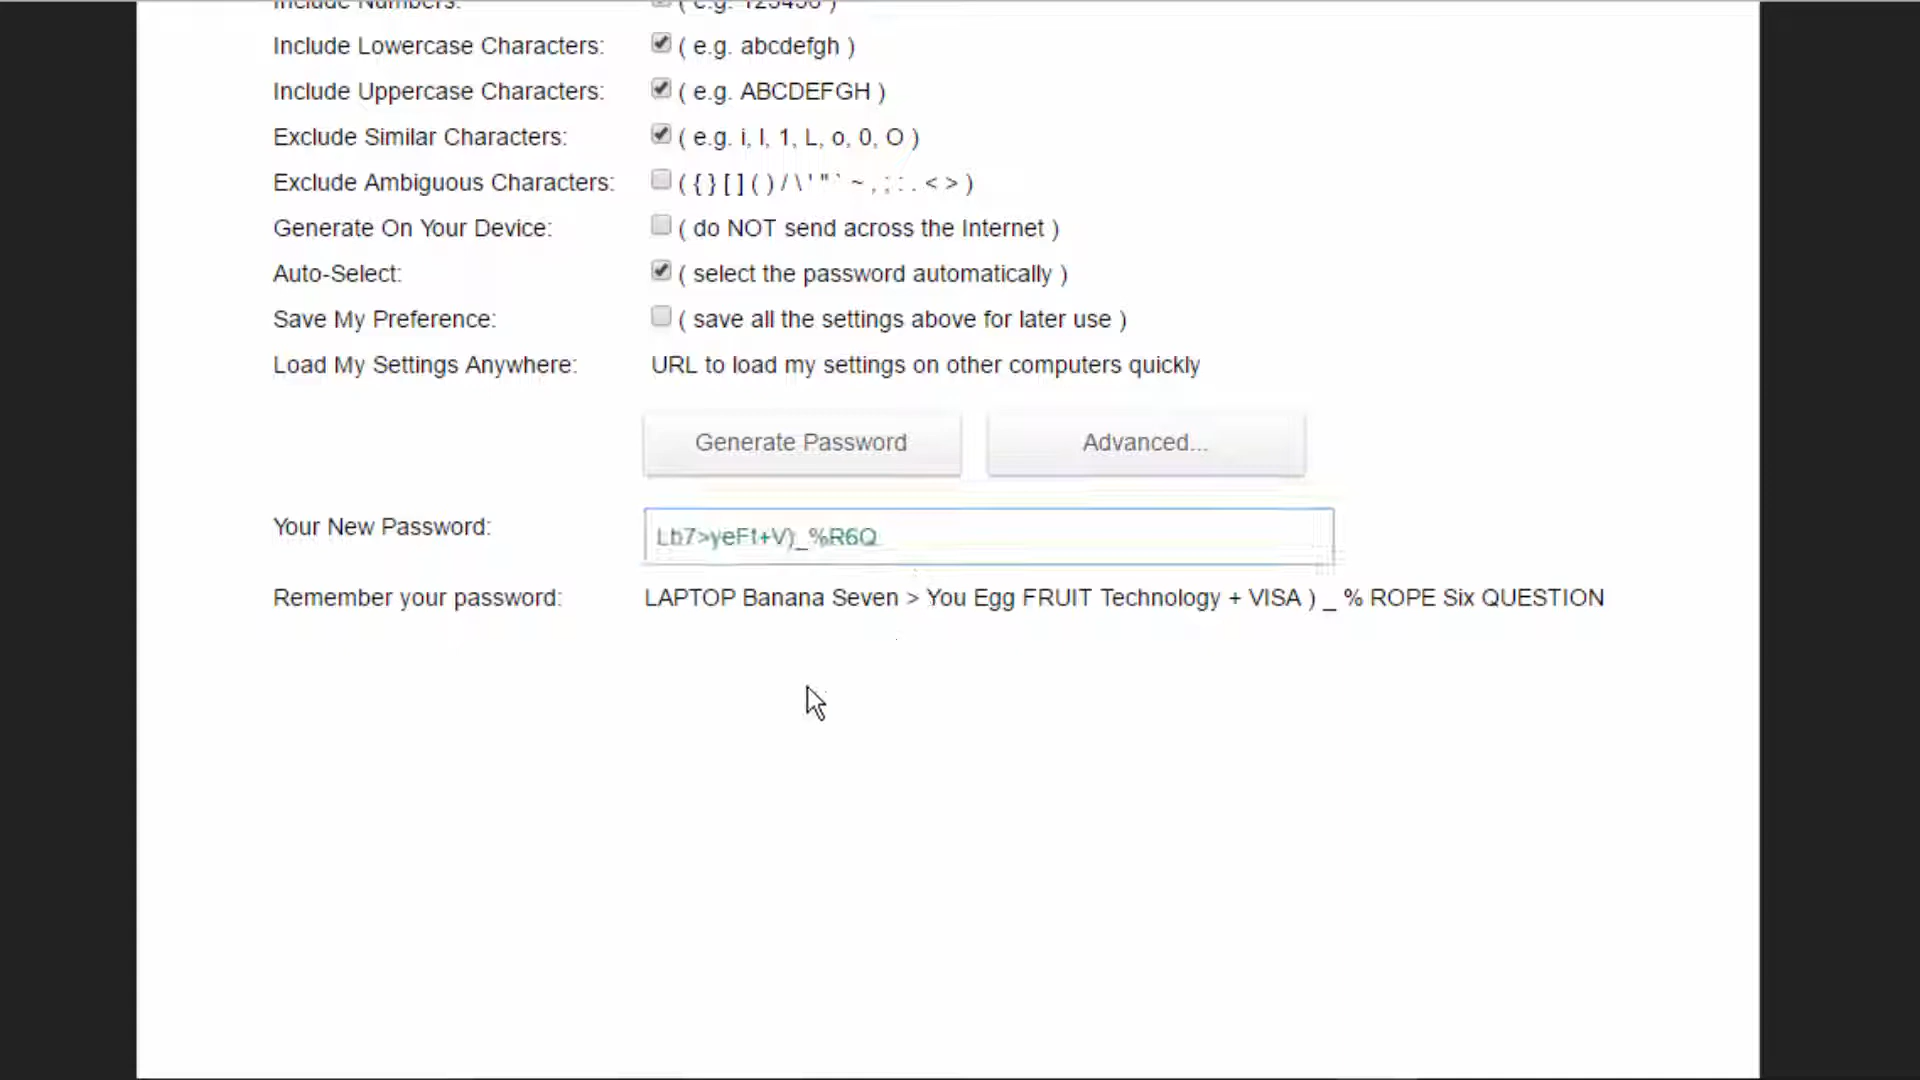 Include Numbers: ( e.g. 123456 )
Include Lowercase Characters: ( e.g. abcdefgh )
Include Uppercase Characters: ( e.g. ABCDEFGH )
Exclude Similar Characters: ( e.g. i, l, 1, L, o, 0, O )
Exclude Ambiguous Characters: ( { } [ ] ( ) / \ ' " ` ~ , ; : . < > )
Generate On Your Device: ( do NOT send across the Internet )
Auto-Select: ( select the password automatically )
Save My Preference: ( save all the settings above for later use )
Load My Settings Anywhere: URL to load my settings on other computers quickly
Generate Password Advanced...
Your New Password: Lb7>yeFt+V)_%R6Q
Remember your password: LAPTOP Banana Seven > You Egg FRUIT Technology + VISA ) _ % ROPE Six QUESTION